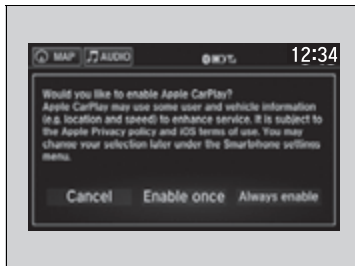 MAP AUDIO 12:34
Would you like to enable Apple CarPlay?
Apple CarPlay may use some user and vehicle information
(e.g. location and speed) to enhance service. It is subject to
the Apple Privacy policy and iOS terms of use. You may
change your selection later under the Smartphone settings
menu.
Cancel Enable once Always enable